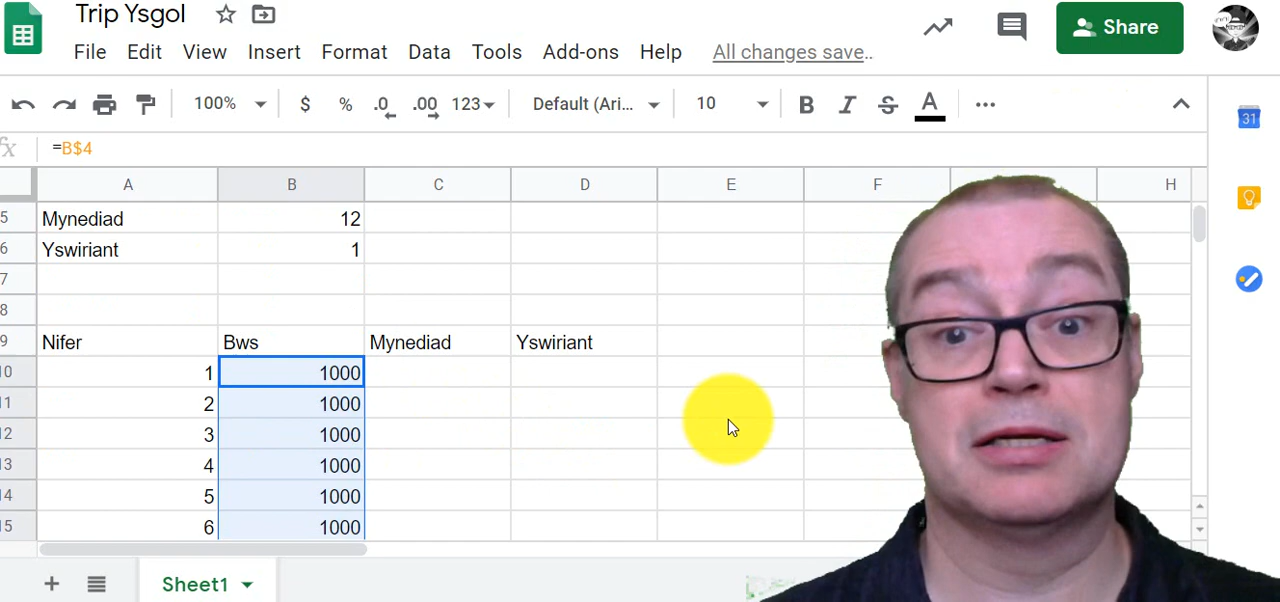 Trip Ysgol
File Edit View Insert Format Data Tools Add-ons Help All changes save..
Share
100% $ % .0 .00 123 Default (Ari... 10 B I S A ...
fx =B$4
A B C D E F H
5 Mynediad 12
6 Yswiriant 1
7
8
9 Nifer Bws Mynediad Yswiriant
10 1 1000
11 2 1000
12 3 1000
13 4 1000
14 5 1000
15 6 1000
+ Sheet1
31